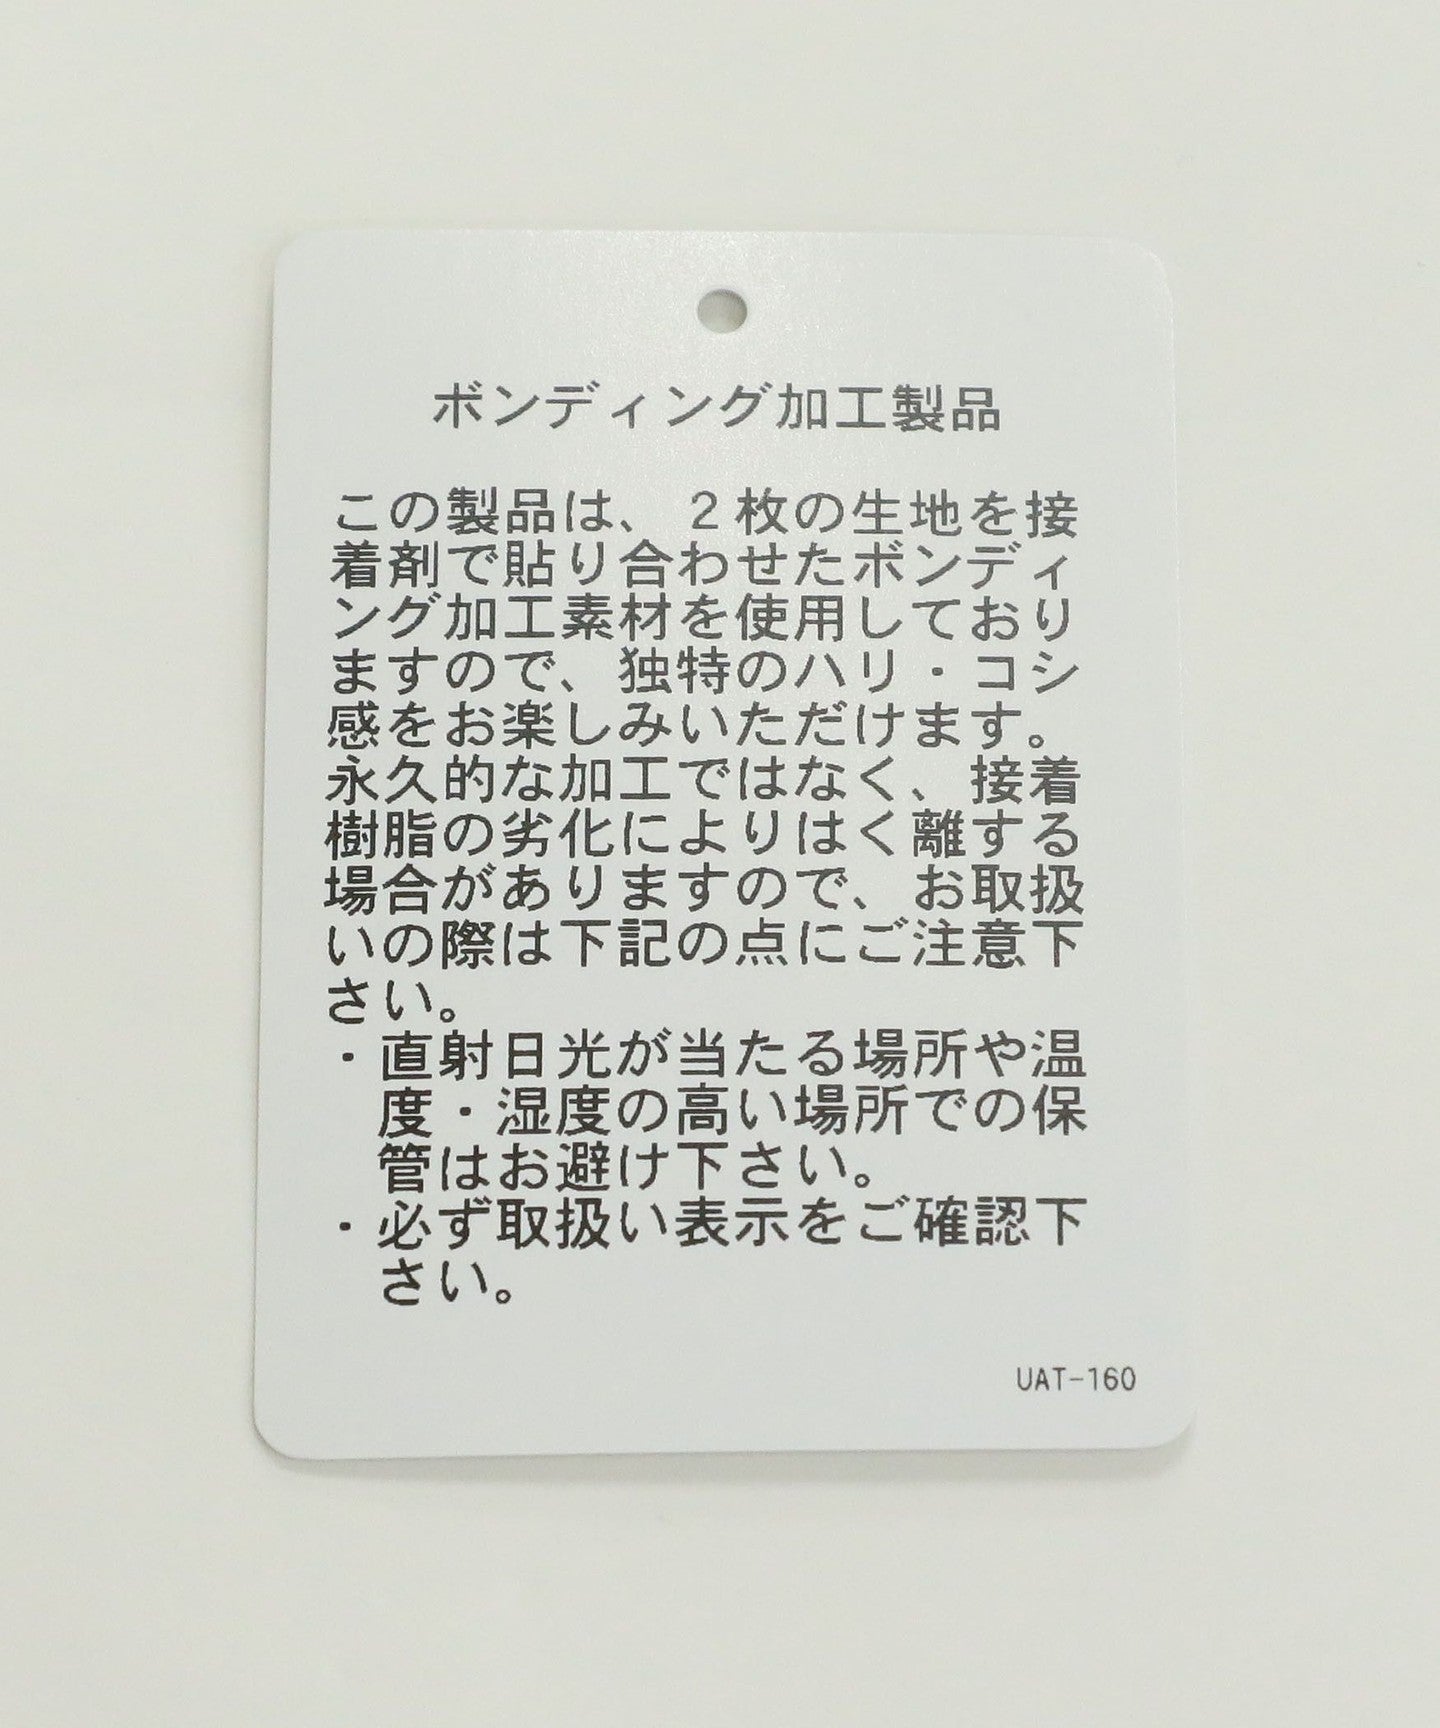 ボンディング加工製品
この製品は、２枚の生地を接
着剤で貼り合わせたボンディ
ング加工素材を使用しており
ますので、独特のハリ・コシ
感をお楽しみいただけます。
永久的な加工ではなく、接着
樹脂の劣化によりはく離する
場合がありますので、お取扱
いの際は下記の点にご注意下
さい。
・直射日光が当たる場所や温
度・湿度の高い場所での保
管はお避け下さい。
・必ず取扱い表示をご確認下
さい。
UAT-160